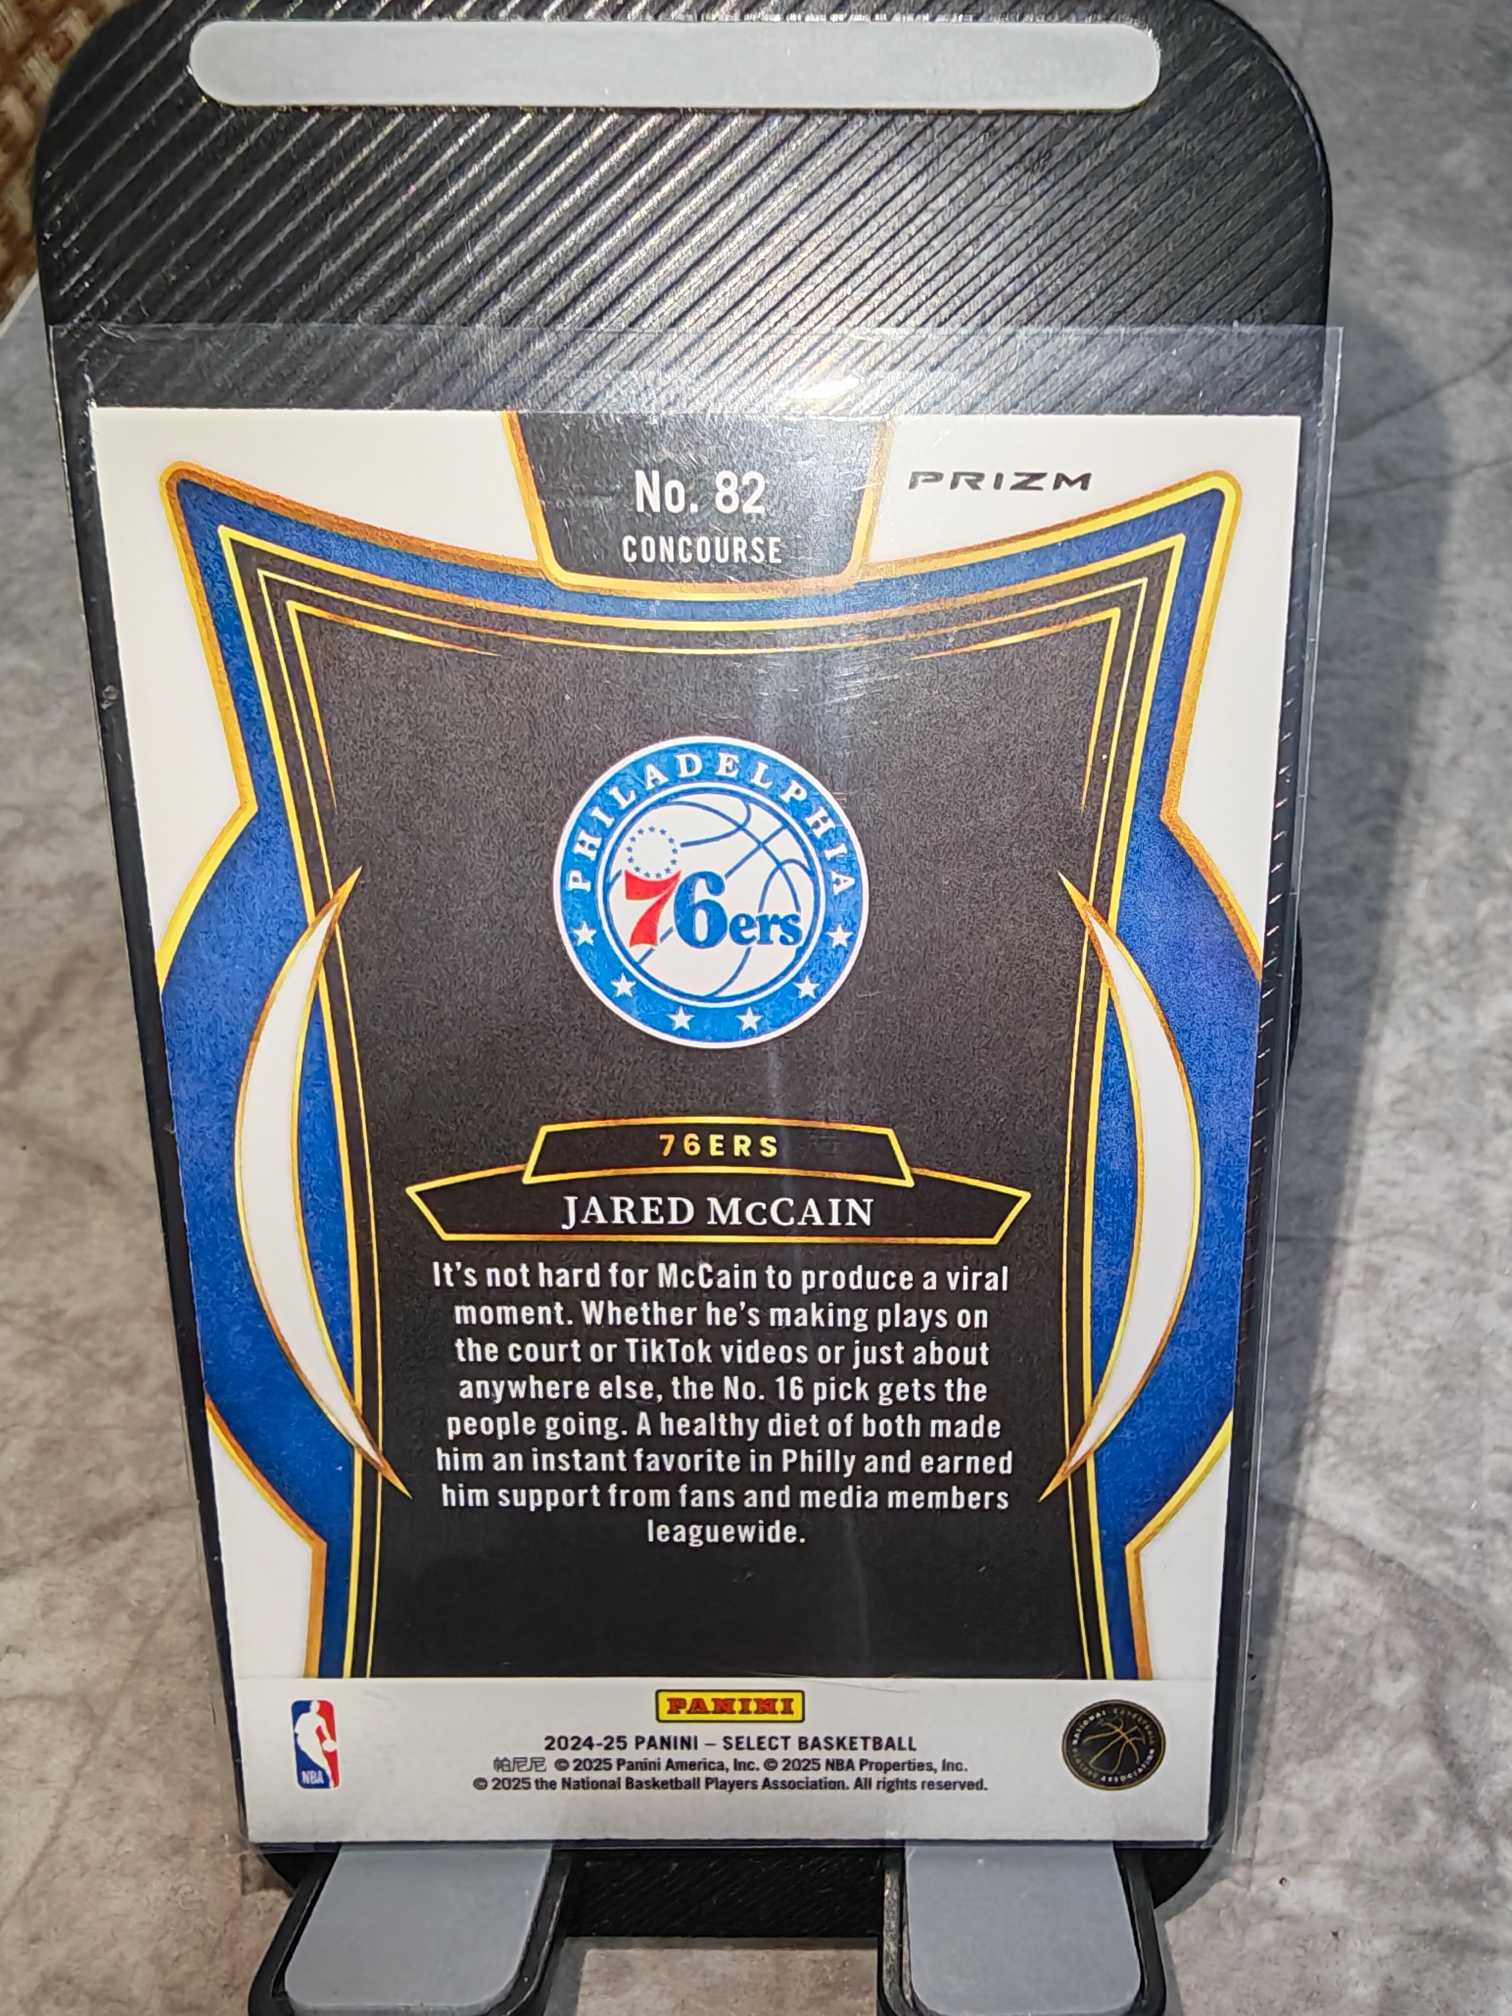 No. 82
CONCOURSE
PRIZM
PHILADELPHIA
76ers
76ERS
JARED McCAIN
It's not hard for McCain to produce a viral
moment. Whether he's making plays on
the court or TikTok videos or just about
anywhere else, the No. 16 pick gets the
people going. A healthy diet of both made
him an instant favorite in Philly and earned
him support from fans and media members
leaguewide.
PANINI
2024-25 PANINI – SELECT BASKETBALL
帕尼尼 © 2025 Panini America, Inc. © 2025 NBA Properties, Inc.
© 2025 the National Basketball Players Association. All rights reserved.
NBA
NATIONAL BASKETBALL PLAYERS ASSOCIATION